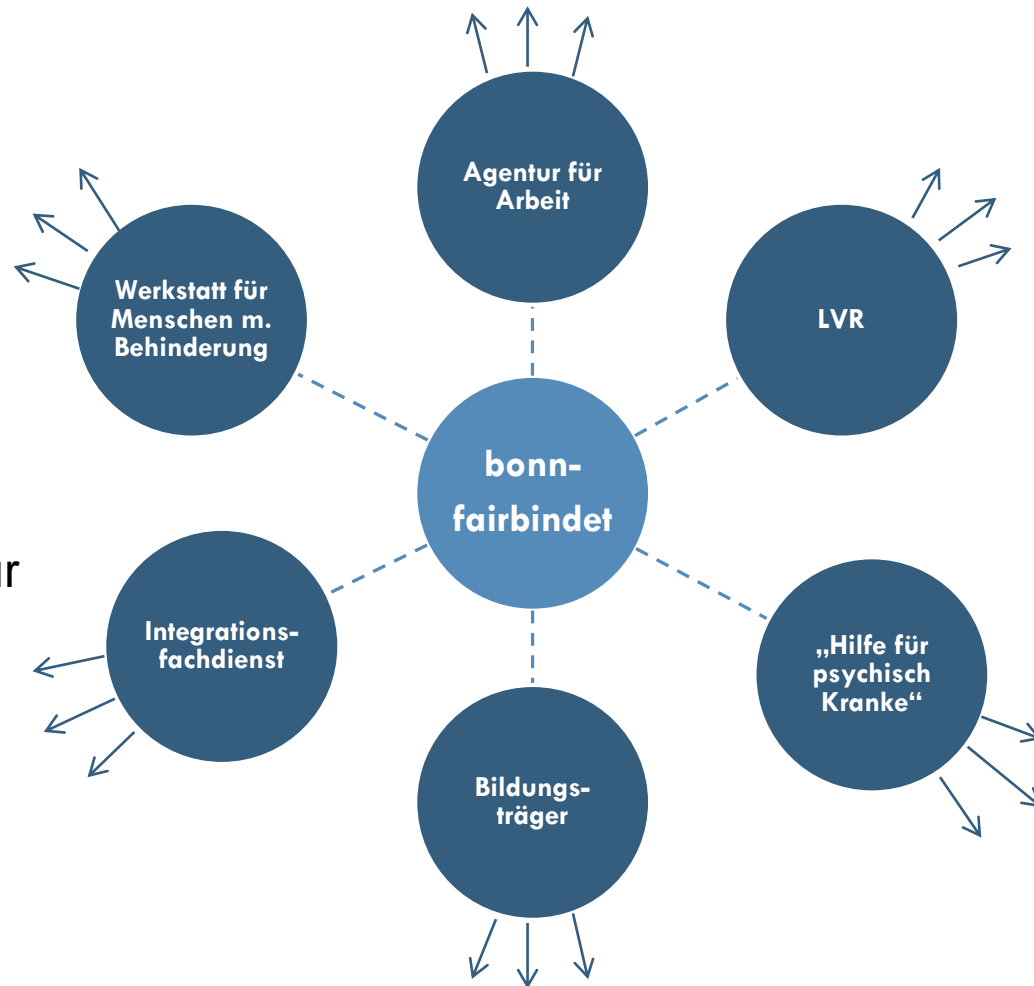 Agentur für
Arbeit
Werkstatt für
Menschen m.
Behinderung
LVR
bonn-
fairbindet
Integrations-
fachdienst
„Hilfe für
psychisch
Kranke“
Bildungs-
träger